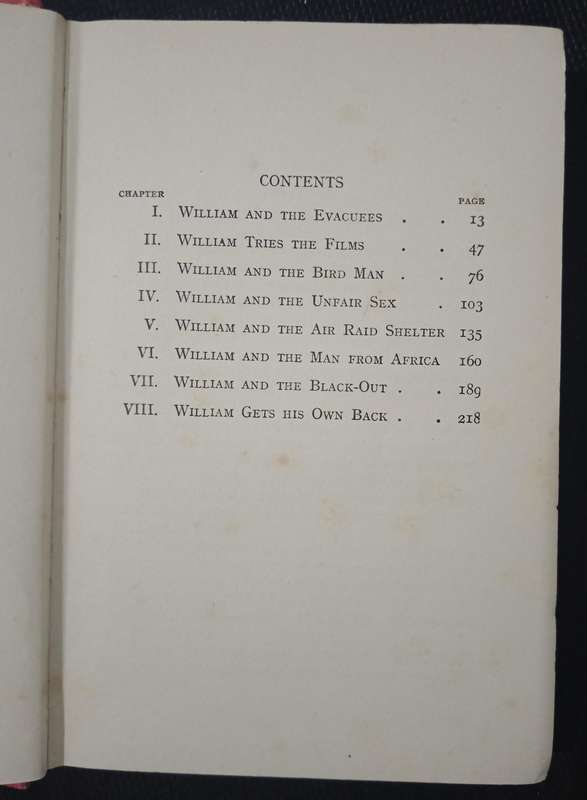 CONTENTS
CHAPTER PAGE
I. WILLIAM AND THE EVACUEES . . 13
II. WILLIAM TRIES THE FILMS . . 47
III. WILLIAM AND THE BIRD MAN . . 76
IV. WILLIAM AND THE UNFAIR SEX . 103
V. WILLIAM AND THE AIR RAID SHELTER 135
VI. WILLIAM AND THE MAN FROM AFRICA 160
VII. WILLIAM AND THE BLACK-OUT . . 189
VIII. WILLIAM GETS HIS OWN BACK . . 218